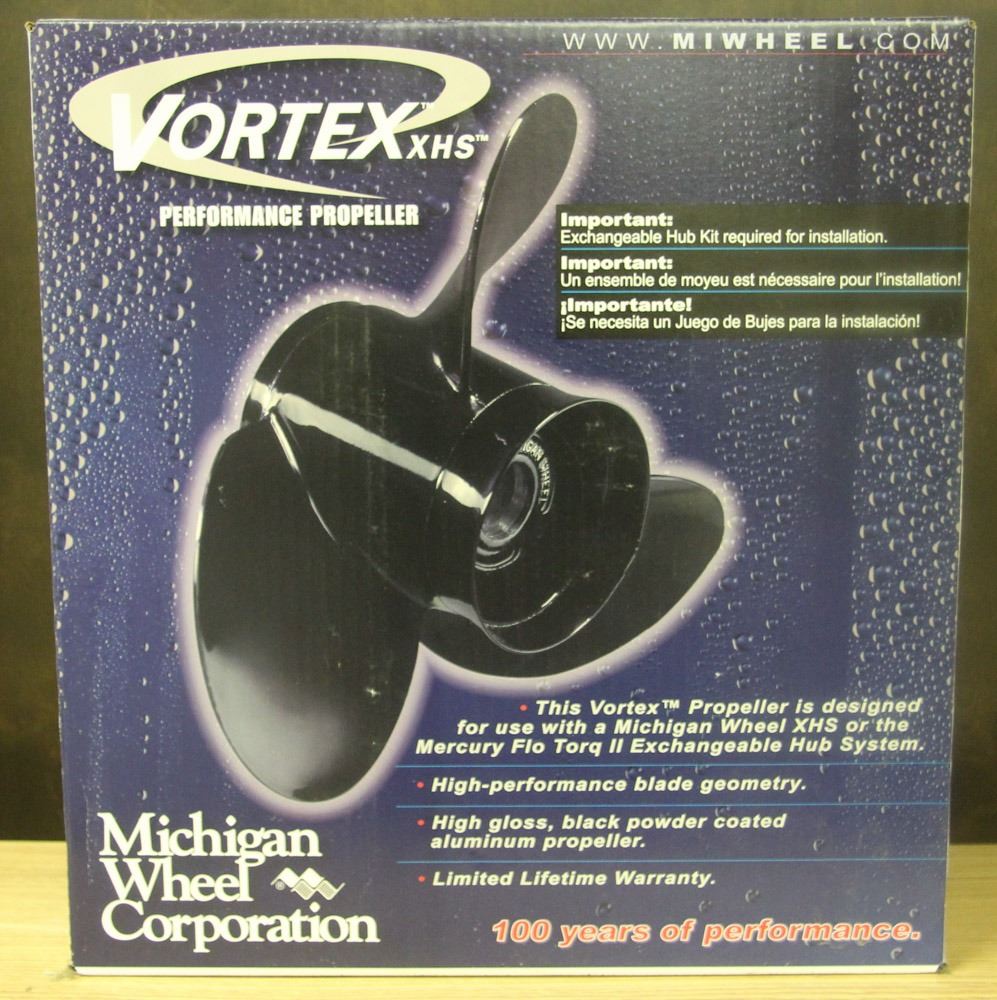 WWW.MIWHEEL.COM
VORTEX™ XHS™
PERFORMANCE PROPELLER
Important:
Exchangeable Hub Kit required for installation.
Important:
Un ensemble de moyeu est nécessaire pour l'installation!
¡Importante!
¡Se necesita un Juego de Bujes para la instalación!
WHEEL
• This Vortex™ Propeller is designed
for use with a Michigan Wheel XHS or the
Mercury Flo Torq II Exchangeable Hub System.
• High-performance blade geometry.
• High gloss, black powder coated
aluminum propeller.
• Limited Lifetime Warranty.
Michigan
Wheel ®
Corporation
100 years of performance.